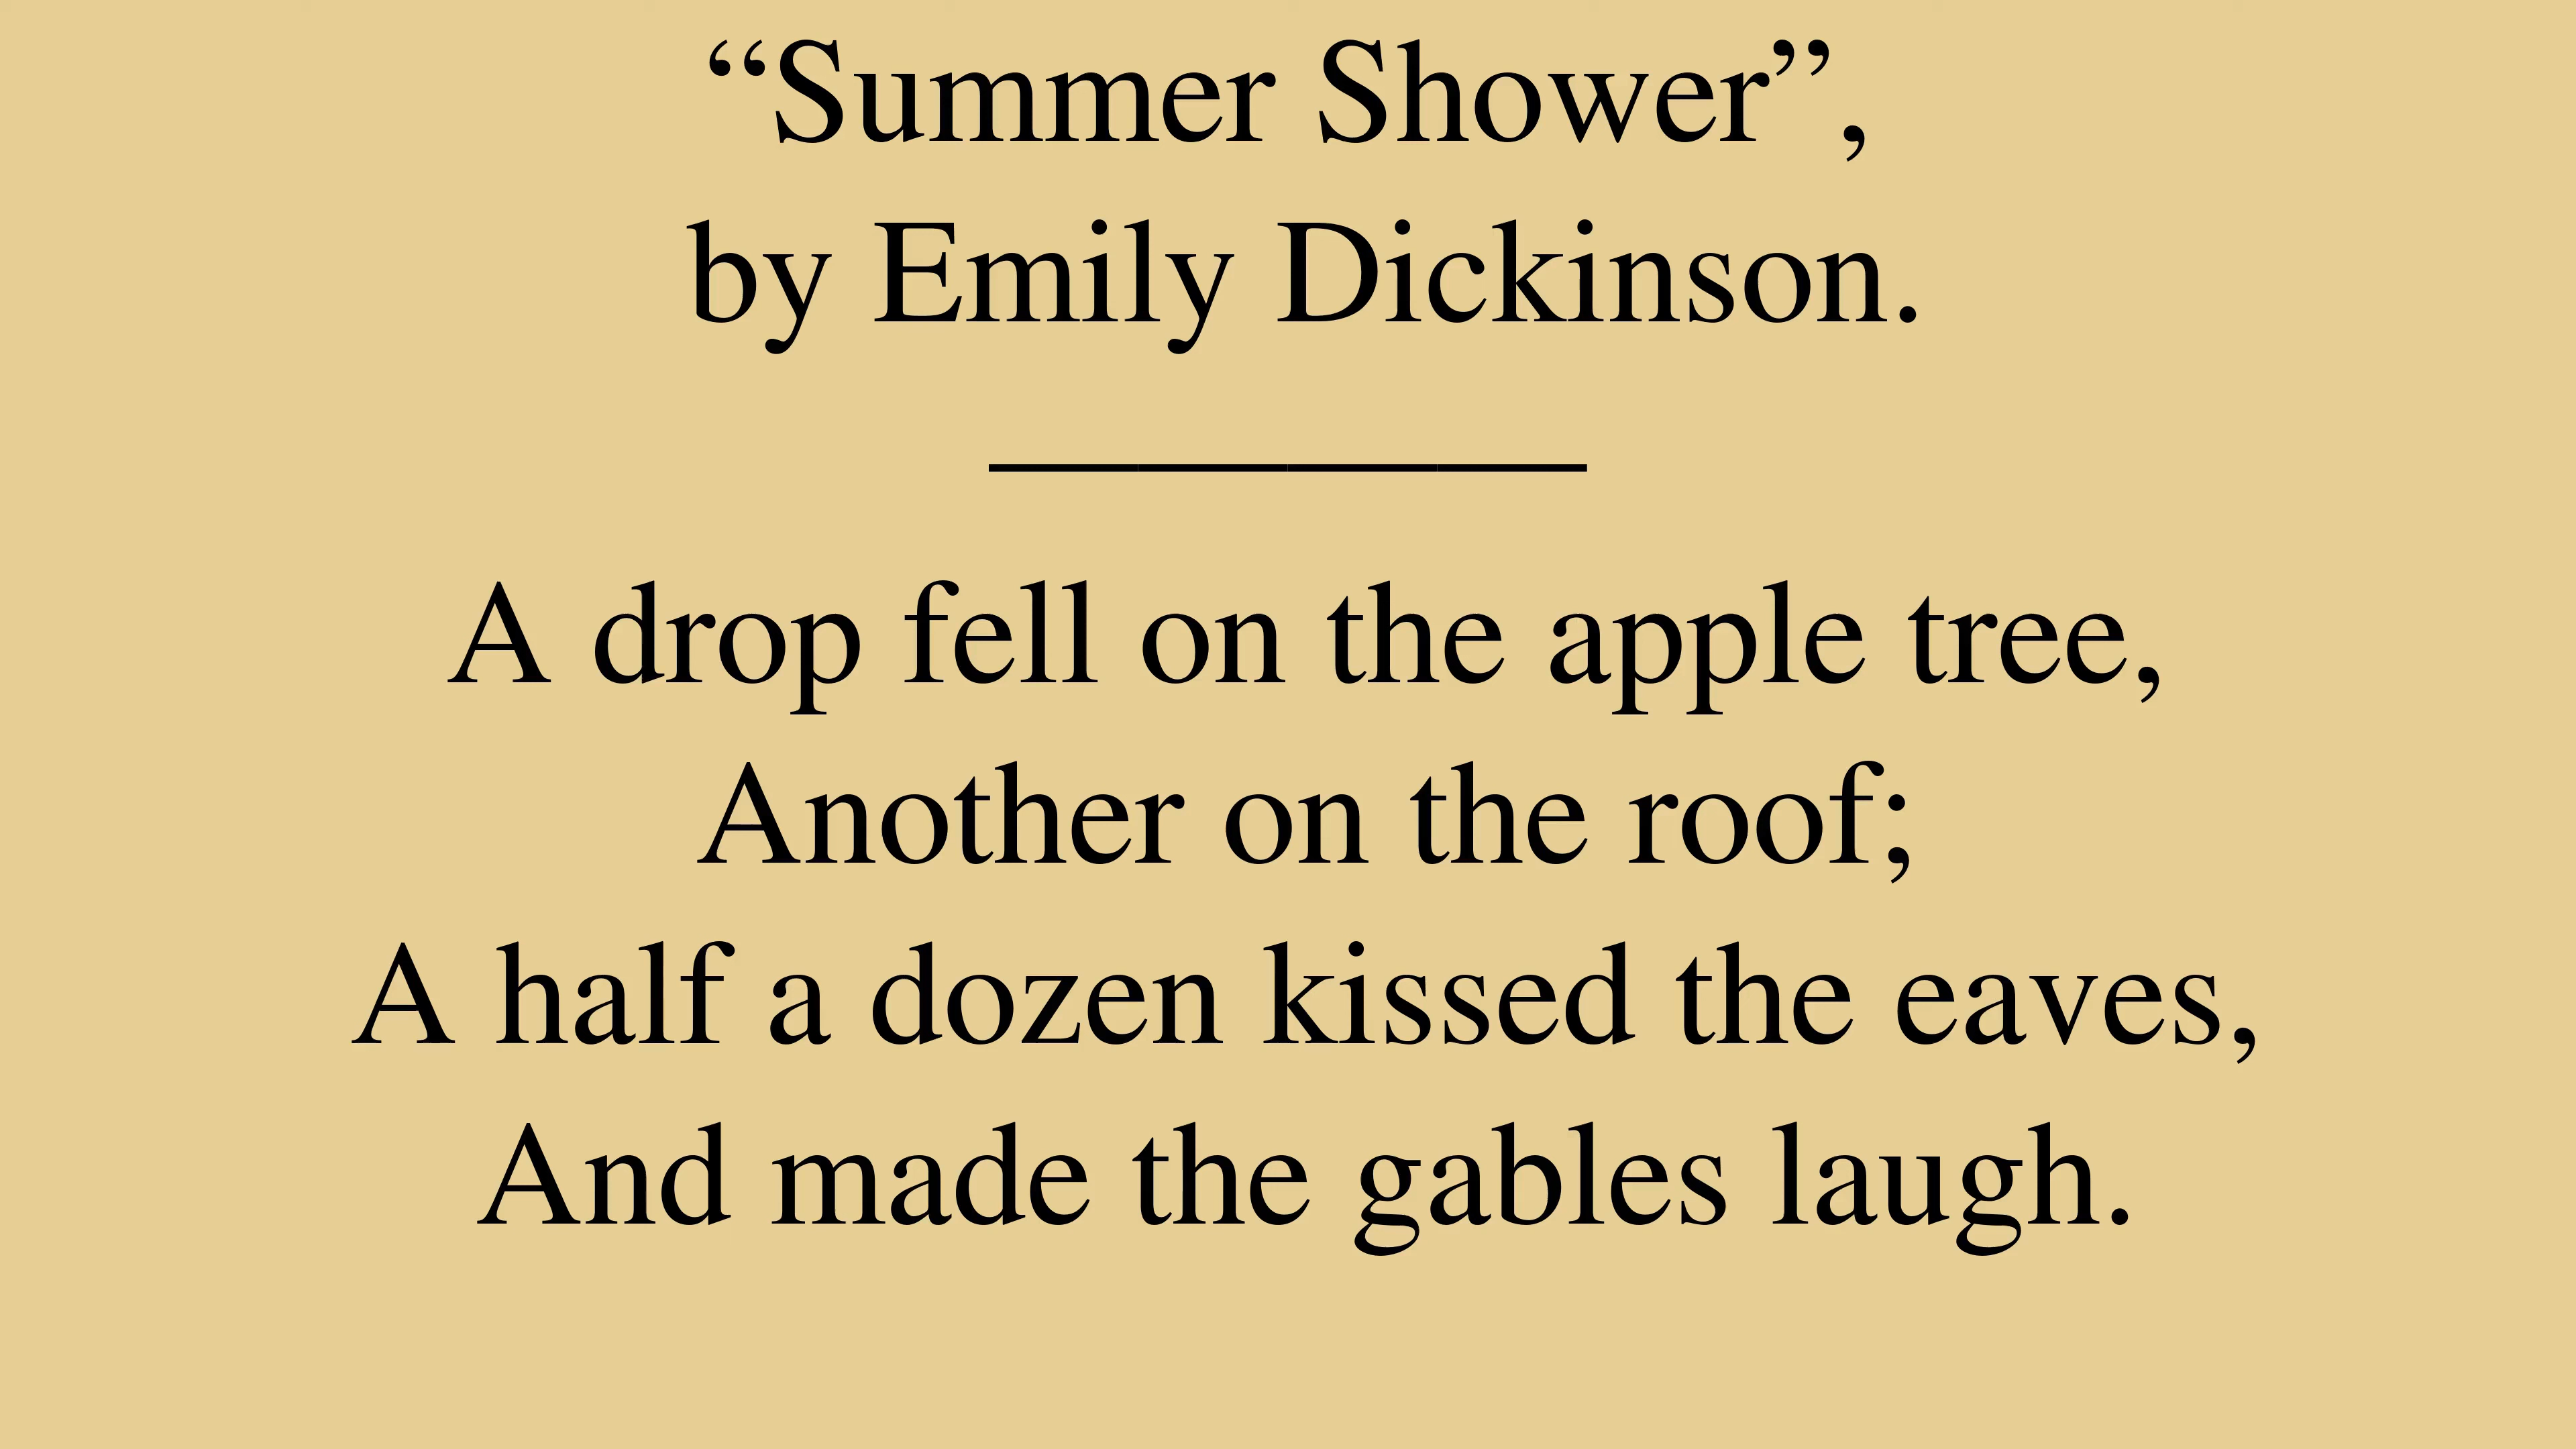 “Summer Shower”,
by Emily Dickinson.
————
A drop fell on the apple tree,
Another on the roof;
A half a dozen kissed the eaves,
And made the gables laugh.